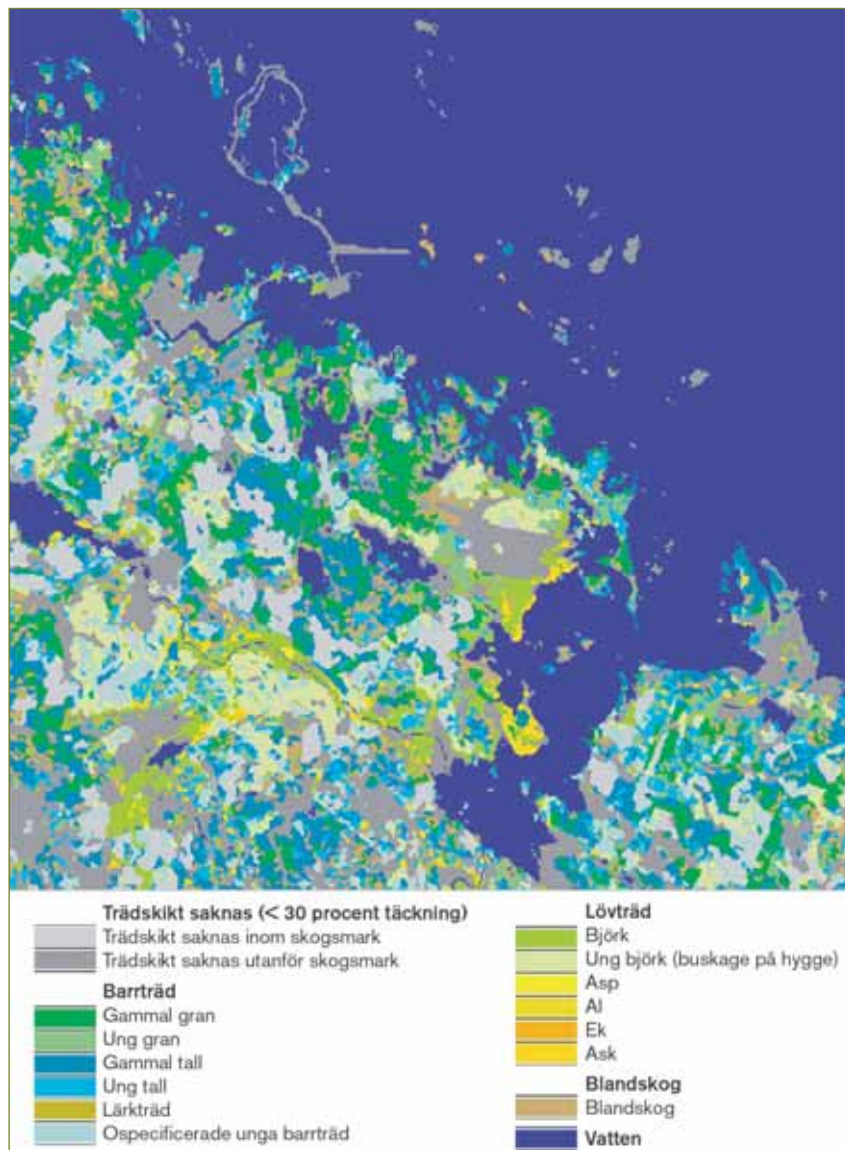 Trädskikt saknas (< 30 procent täckning)
Trädskikt saknas inom skogsmark
Trädskikt saknas utanför skogsmark
Barrträd
Gammal gran
Ung gran
Gammal tall
Ung tall
Lärkträd
Ospecificerade unga barrträd
Lövträd
Björk
Ung björk (buskage på hygge)
Asp
Al
Ek
Ask
Blandskog
Blandskog
Vatten